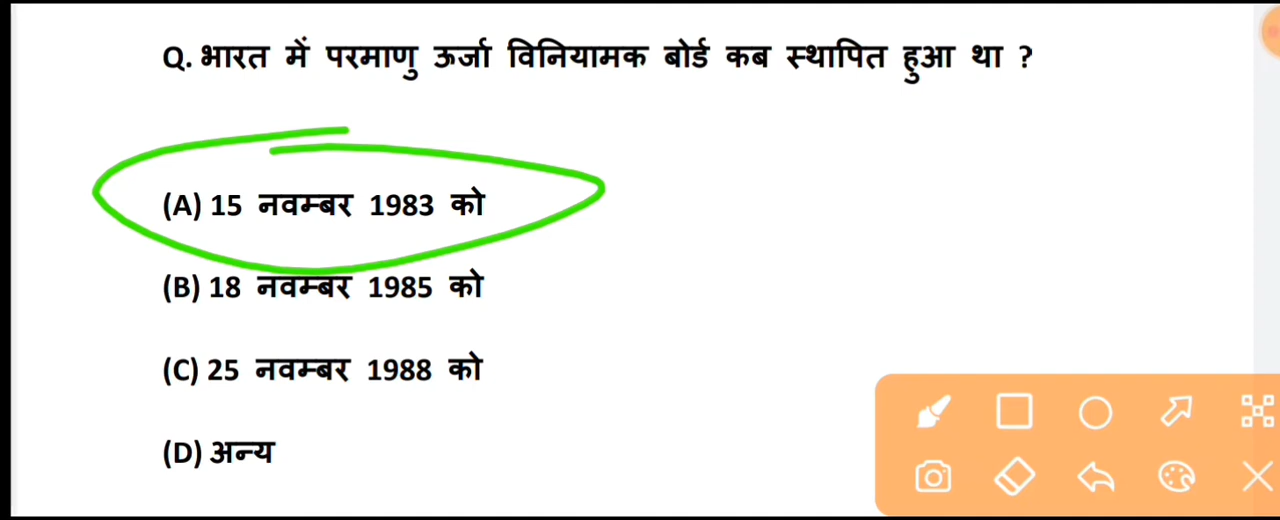 Q. भारत में परमाणु ऊर्जा विनियामक बोर्ड कब स्थापित हुआ था ?
(A) 15 नवम्बर 1983 को
(B) 18 नवम्बर 1985 को
(C) 25 नवम्बर 1988 को
(D) अन्य